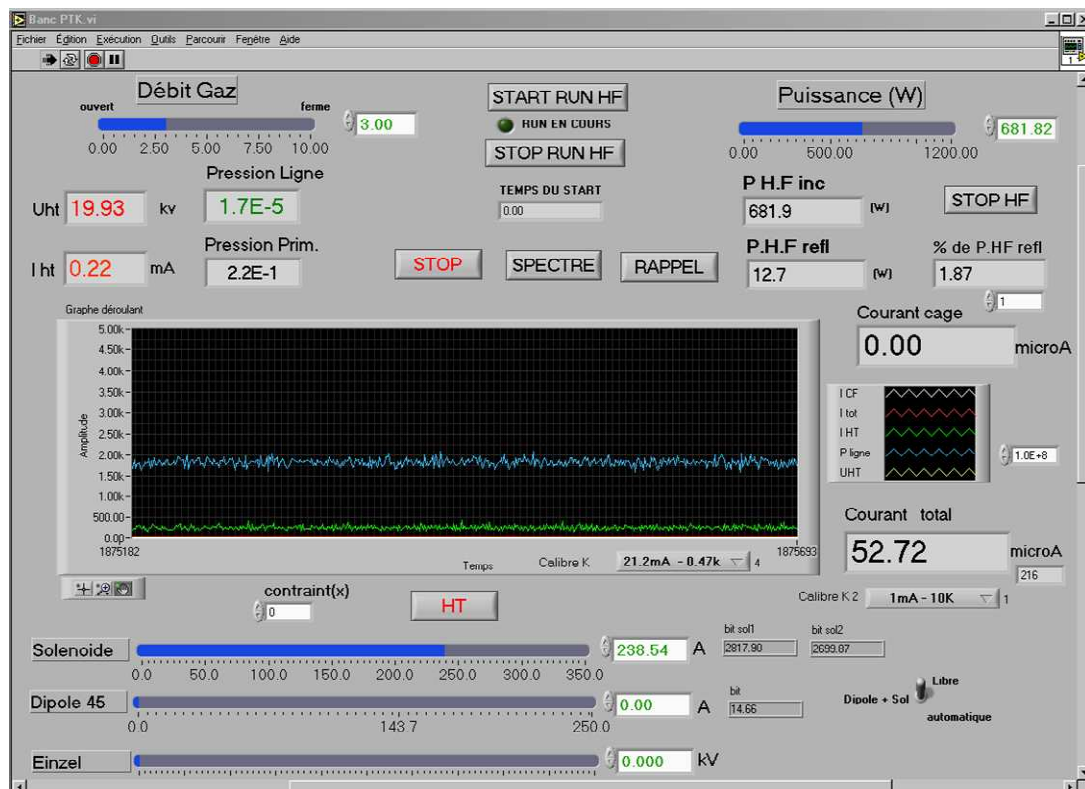 Banc PTK.vi
Fichier Édition Exécution Outils Parcourir Fenêtre Aide
Débit Gaz
ouvert ferme
3.00
0.00 2.50 5.00 7.50 10.00
START RUN HF
RUN EN COURS
STOP RUN HF
Puissance (W)
681.82
0.00 500.00 1200.00
Pression Ligne
Uht 19.93 kv 1.7E-5
TEMPS DU START
0.00
P H.F inc
681.9 (W)
STOP HF
Pression Prim.
I ht 0.22 mA 2.2E-1
STOP SPECTRE RAPPEL
P.H.F refl
12.7 (W)
% de P.HF refl
1.87
1
Graphe déroulant
Courant cage
0.00 microA
5.00k
4.50k
4.00k
3.50k
3.00k
2.50k
2.00k
1.50k
1.00k
500.00
0.00
Amplitude
1875182 1875693
Temps
Calibre K 21.2mA - 0.47k 4
I CF
I tot
I HT
P ligne
UHT
1.0E+8
Courant total
52.72 microA
216
Calibre K 2 1mA - 10K 1
contraint(x)
0
HT
Solenoide 238.54 A
0.0 50.0 100.0 150.0 200.0 250.0 300.0 350.0
bit sol1 bit sol2
2817.90 2699.07
Dipole 45 0.00 A
0.0 143.7 250.0
bit
14.66
Dipole + Sol Libre
automatique
Einzel 0.000 kV